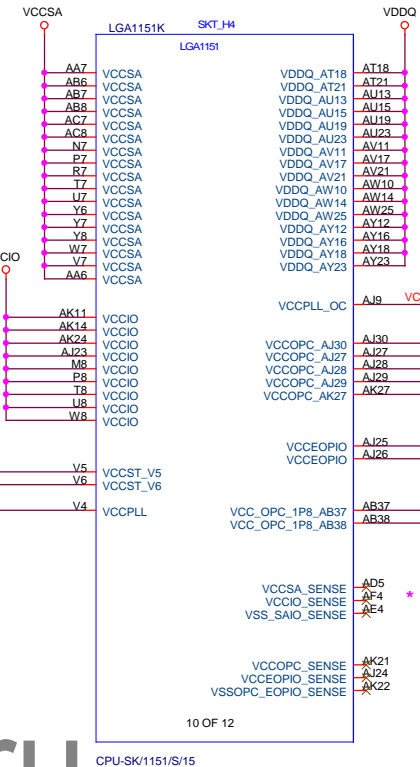 VCCSA
VDDQ
LGA1151K
SKT_H4
LGA1151
AA7 VCCSA VDDQ_AT18 AT18
AB6 VCCSA VDDQ_AT21 AT21
AB7 VCCSA VDDQ_AU13 AU13
AB8 VCCSA VDDQ_AU15 AU15
AC7 VCCSA VDDQ_AU19 AU19
AC8 VCCSA VDDQ_AU23 AU23
N7 VCCSA VDDQ_AV11 AV11
P7 VCCSA VDDQ_AV17 AV17
R7 VCCSA VDDQ_AV21 AV21
T7 VCCSA VDDQ_AW10 AW10
U7 VCCSA VDDQ_AW14 AW14
Y6 VCCSA VDDQ_AW25 AW25
Y7 VCCSA VDDQ_AY12 AY12
Y8 VCCSA VDDQ_AY16 AY16
W7 VCCSA VDDQ_AY18 AY18
V7 VCCSA VDDQ_AY23 AY23
AA6 VCCSA
CIO
VCCPLL_OC AJ9 VC
AK11 VCCIO
AK14 VCCIO
AK24 VCCIO VCCOPC_AJ30 AJ30
AJ23 VCCIO VCCOPC_AJ27 AJ27
M8 VCCIO VCCOPC_AJ28 AJ28
P8 VCCIO VCCOPC_AJ29 AJ29
T8 VCCIO VCCOPC_AK27 AK27
U8 VCCIO
W8 VCCIO
VCCEOPIO AJ25
VCCEOPIO AJ26
V5 VCCST_V5
V6 VCCST_V6
V4 VCCPLL VCC_OPC_1P8_AB37 AB37
VCC_OPC_1P8_AB38 AB38
VCCSA_SENSE AD5
VCCIO_SENSE AF4 *
VSS_SAIO_SENSE AE4
VCCOPC_SENSE AK21
VCCEOPIO_SENSE AJ24
VSSOPC_EOPIO_SENSE AK22
10 OF 12
CPU-SK/1151/S/15